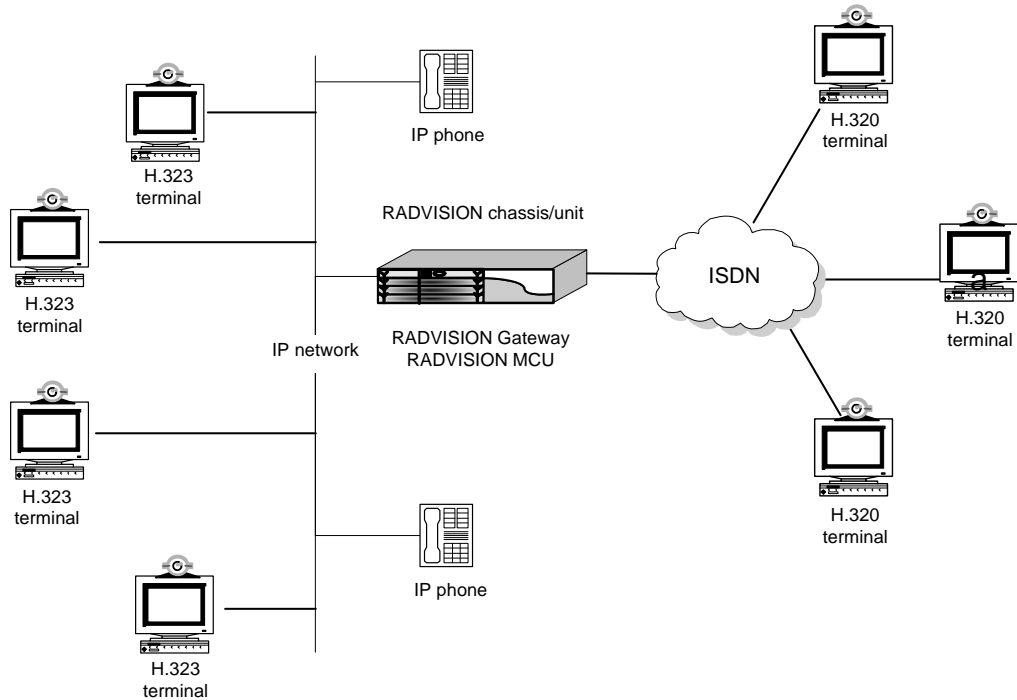 H.320
terminal
IP phone
H.323
terminal
RADVISION chassis/unit
ISDN
a
H.323
terminal
H.320
terminal
IP network
RADVISION Gateway
RADVISION MCU
H.323
terminal
H.320
terminal
IP phone
H.323
terminal